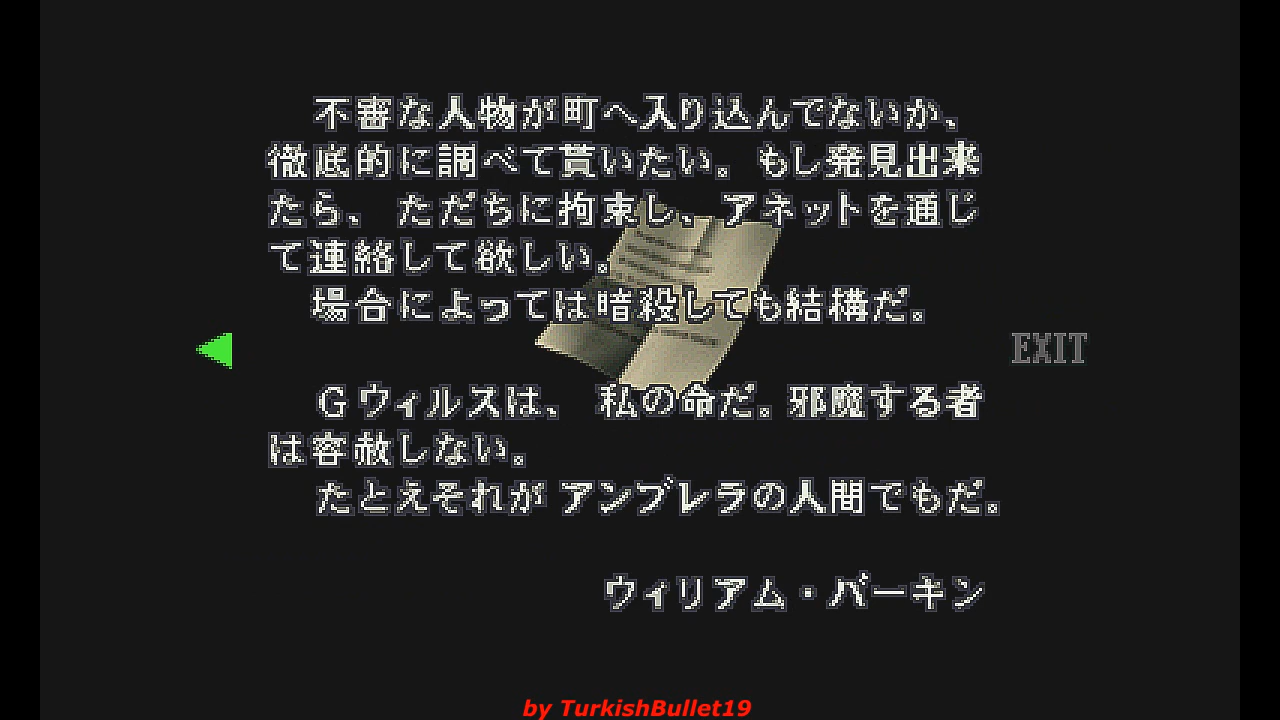 不審な人物が町へ入り込んでないか、
徹底的に調べて貰いたい。もし発見出来
たら、ただちに拘束し、アネットを通じ
て連絡して欲しい。
場合によっては暗殺しても結構だ。
EXIT
Gウィルスは、私の命だ。邪魔する者
は容赦しない。
たとえそれがアンブレラの人間でもだ。
ウィリアム・バーキン
by TurkishBullet19